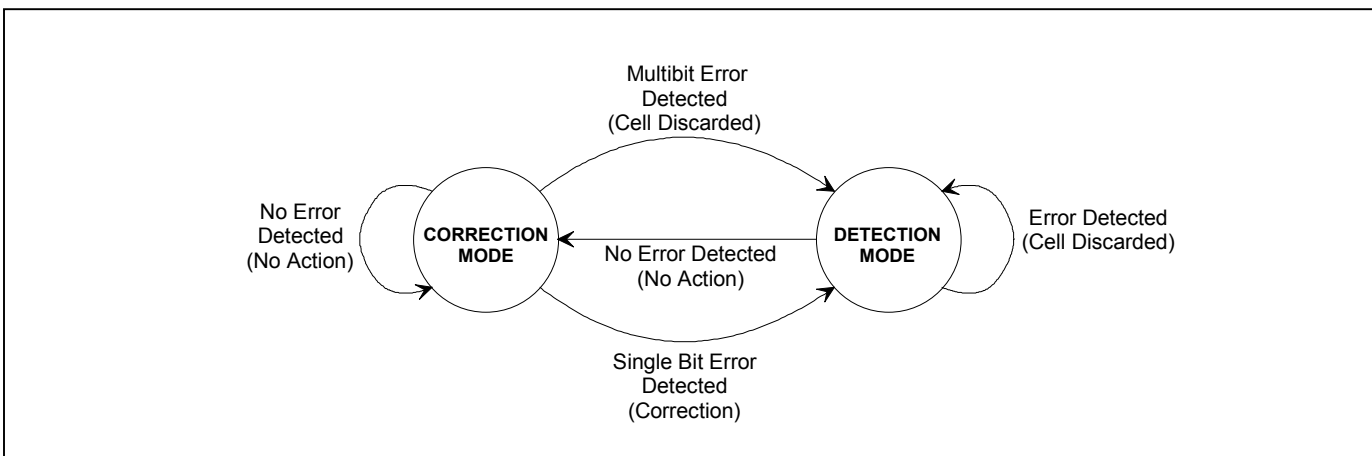 Multibit Error
Detected
(Cell Discarded)
No Error
Detected
(No Action)
CORRECTION
MODE
No Error Detected
(No Action)
DETECTION
MODE
Error Detected
(Cell Discarded)
Single Bit Error
Detected
(Correction)